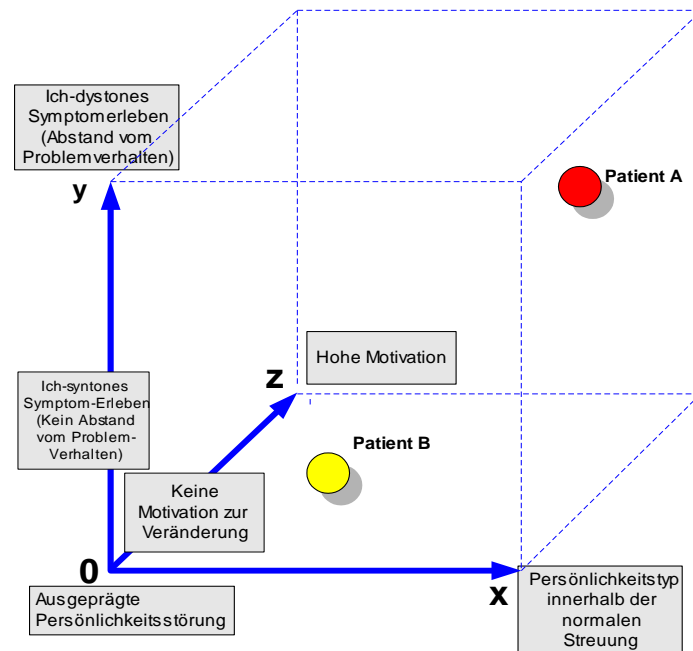 Ich-dystones
Symptomerleben
(Abstand vom
Problemverhalten)
y
Patient A
Hohe Motivation
z
Ich-syntones
Symptom-Erleben
(Kein Abstand
vom Problem-
Verhalten)
Patient B
Keine
Motivation zur
Veränderung
0
x
Ausgeprägte
Persönlichkeitsstörung
Persönlichkeitstyp
innerhalb der
normalen
Streuung